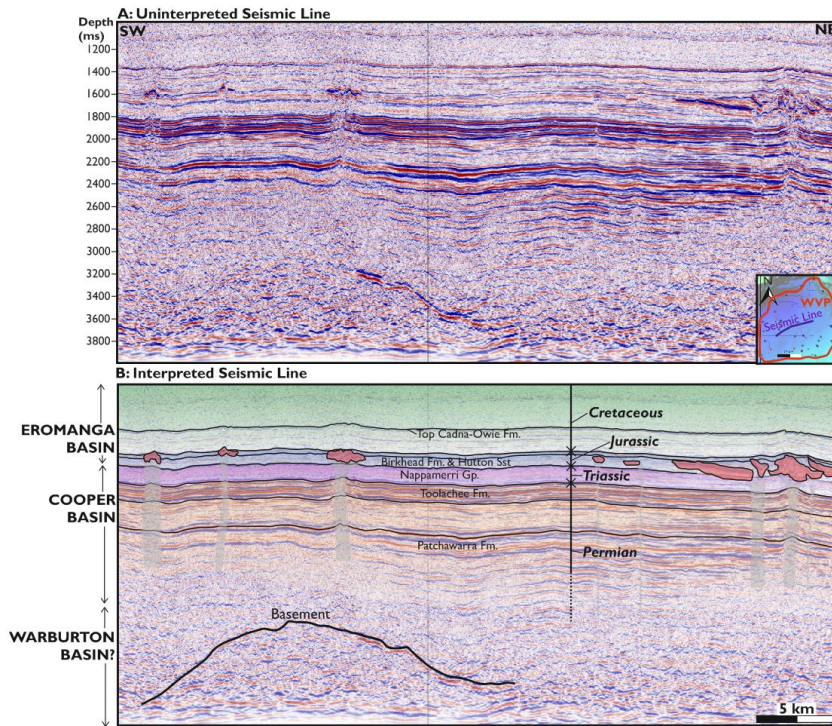 A: Uninterpreted Seismic Line
Depth
(ms)
SW
NE
1200
1400
1600
1800
2000
2200
2400
2600
2800
3000
3200
3400
3600
3800
N
WVP
Seismic Line
B: Interpreted Seismic Line
EROMANGA
BASIN
COOPER
BASIN
WARBURTON
BASIN?
Cretaceous
Top Cadna-Owie Fm.
Jurassic
Birkhead Fm. & Hutton Sst
Nappamerri Gp.
Triassic
Toolachee Fm.
Patchawarra Fm.
Permian
Basement
5 km